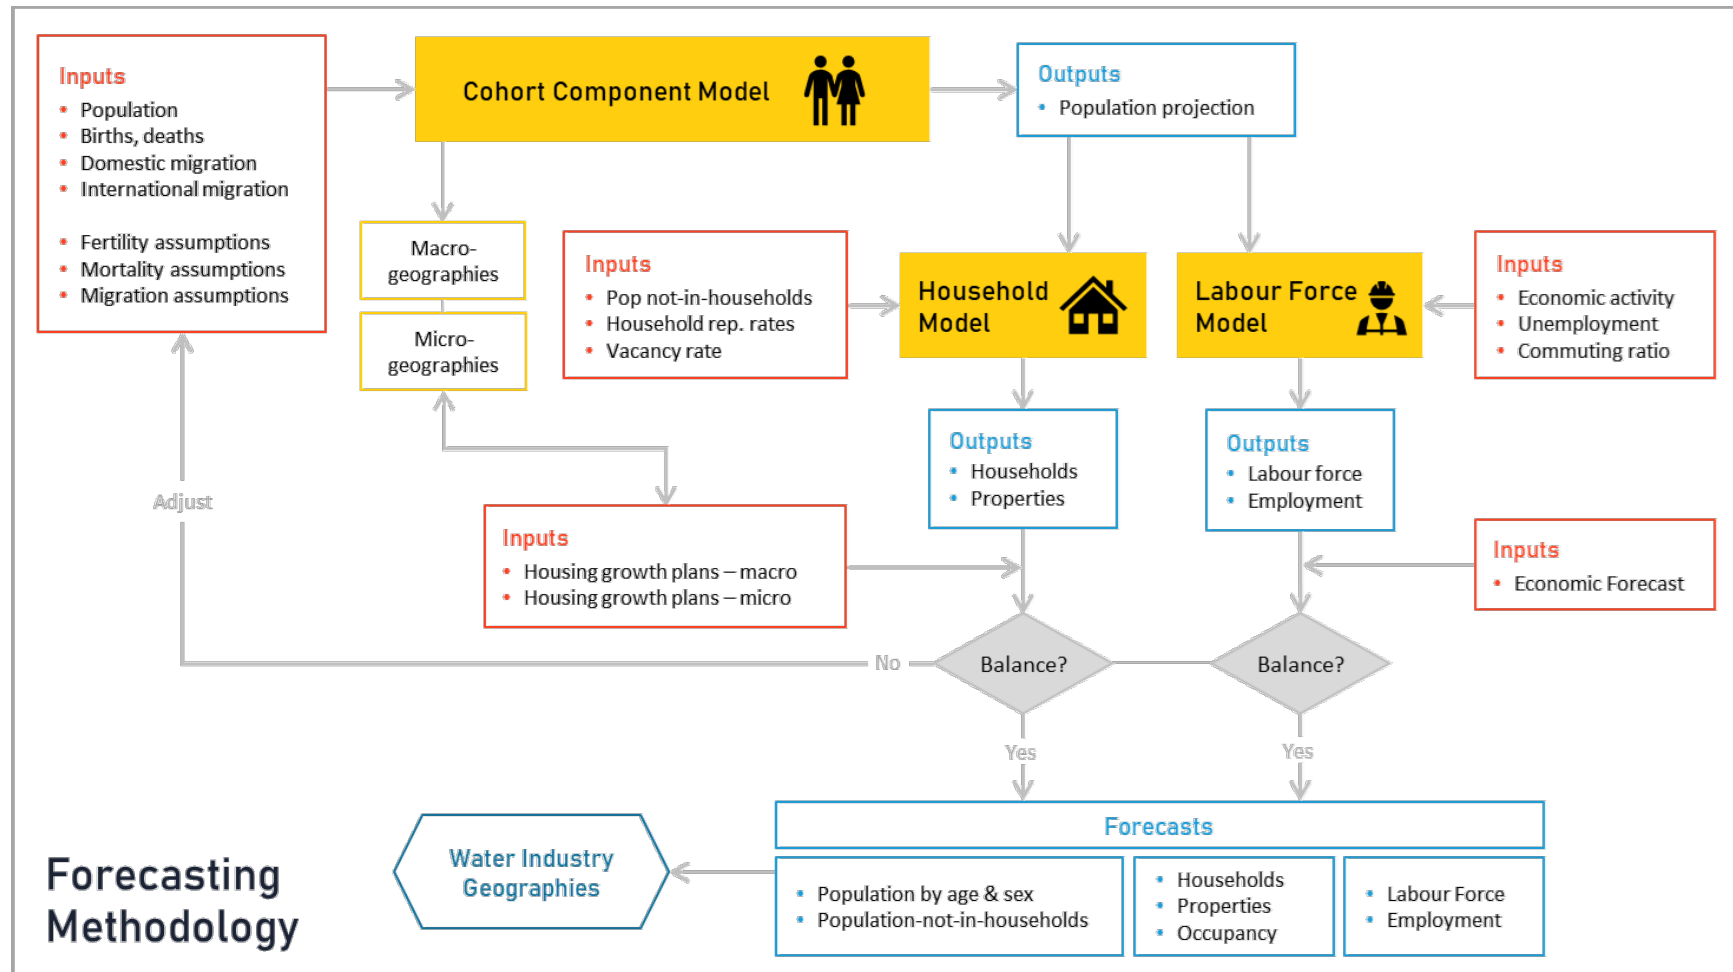 Inputs
• Population
• Births, deaths
• Domestic migration
• International migration
• Fertility assumptions
• Mortality assumptions
• Migration assumptions
Cohort Component Model
Outputs
• Population projection
Macro-
geographies
Micro-
geographies
Inputs
• Pop not-in-households
• Household rep. rates
• Vacancy rate
Household
Model
Labour Force
Model
Inputs
• Economic activity
• Unemployment
• Commuting ratio
Outputs
• Households
• Properties
Outputs
• Labour force
• Employment
Adjust
Inputs
• Housing growth plans – macro
• Housing growth plans – micro
Inputs
• Economic Forecast
No
Balance?
Balance?
Yes
Yes
Forecasts
Water Industry
Geographies
• Population by age & sex
• Population-not-in-households
• Households
• Properties
• Occupancy
• Labour Force
• Employment
Forecasting
Methodology